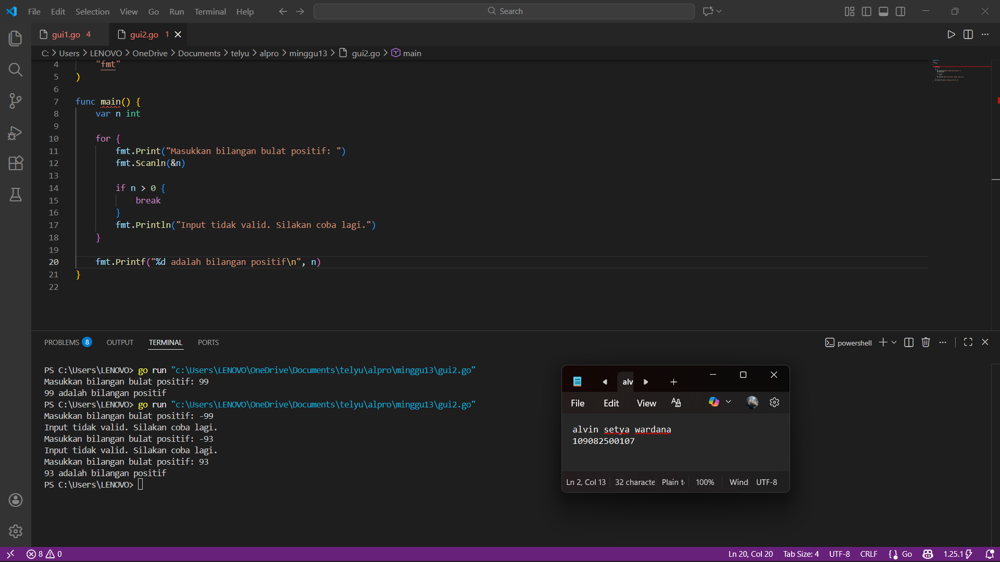 File Edit Selection View Go Run Terminal Help Search
gui1.go 4 gui2.go 1
C: > Users > LENOVO > OneDrive > Documents > telyu > alpro > minggu13 > gui2.go > main
4 "fmt"
5 )
6
7 func main() {
8 var n int
9
10 for {
11 fmt.Print("Masukkan bilangan bulat positif: ")
12 fmt.Scanln(&n)
13
14 if n > 0 {
15 break
16 }
17 fmt.Println("Input tidak valid. Silakan coba lagi.")
18 }
19
20 fmt.Printf("%d adalah bilangan positif\n", n)
21 }
22
PROBLEMS 8 OUTPUT TERMINAL PORTS powershell
PS C:\Users\LENOVO> go run "c:\Users\LENOVO\OneDrive\Documents\telyu\alpro\minggu13\gui2.go"
Masukkan bilangan bulat positif: 99
99 adalah bilangan positif
PS C:\Users\LENOVO> go run "c:\Users\LENOVO\OneDrive\Documents\telyu\alpro\minggu13\gui2.go"
Masukkan bilangan bulat positif: -99
Input tidak valid. Silakan coba lagi.
Masukkan bilangan bulat positif: -93
Input tidak valid. Silakan coba lagi.
Masukkan bilangan bulat positif: 93
93 adalah bilangan positif
PS C:\Users\LENOVO>
alv
File Edit View
alvin setya wardana
109082500107
Ln 2, Col 13 32 characte Plain t 100% Wind UTF-8
8 0 Ln 20, Col 20 Tab Size: 4 UTF-8 CRLF Go 1.25.1